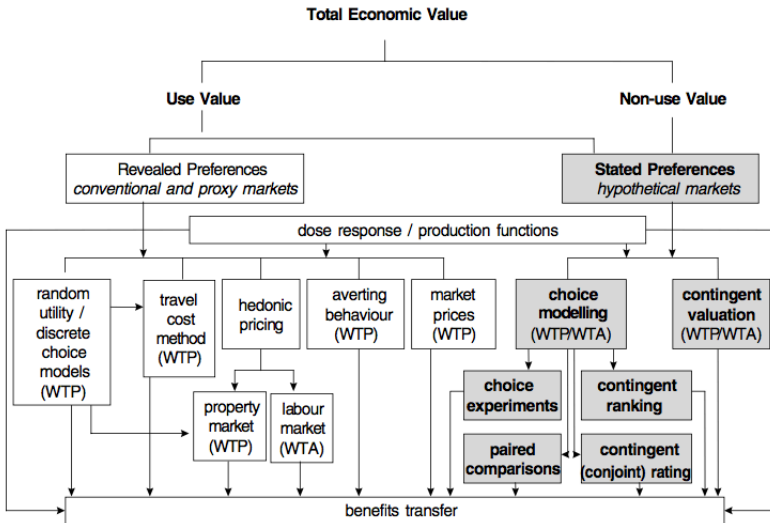 Total Economic Value
Use Value
Non-use Value
Revealed Preferences
conventional and proxy markets
Stated Preferences
hypothetical markets
dose response / production functions
random
utility /
discrete
choice
models
(WTP)
travel
cost
method
(WTP)
hedonic
pricing
averting
behaviour
(WTP)
market
prices
(WTP)
choice
modelling
(WTP/WTA)
contingent
valuation
(WTP/WTA)
property
market
(WTP)
labour
market
(WTA)
choice
experiments
contingent
ranking
paired
comparisons
contingent
(conjoint) rating
benefits transfer